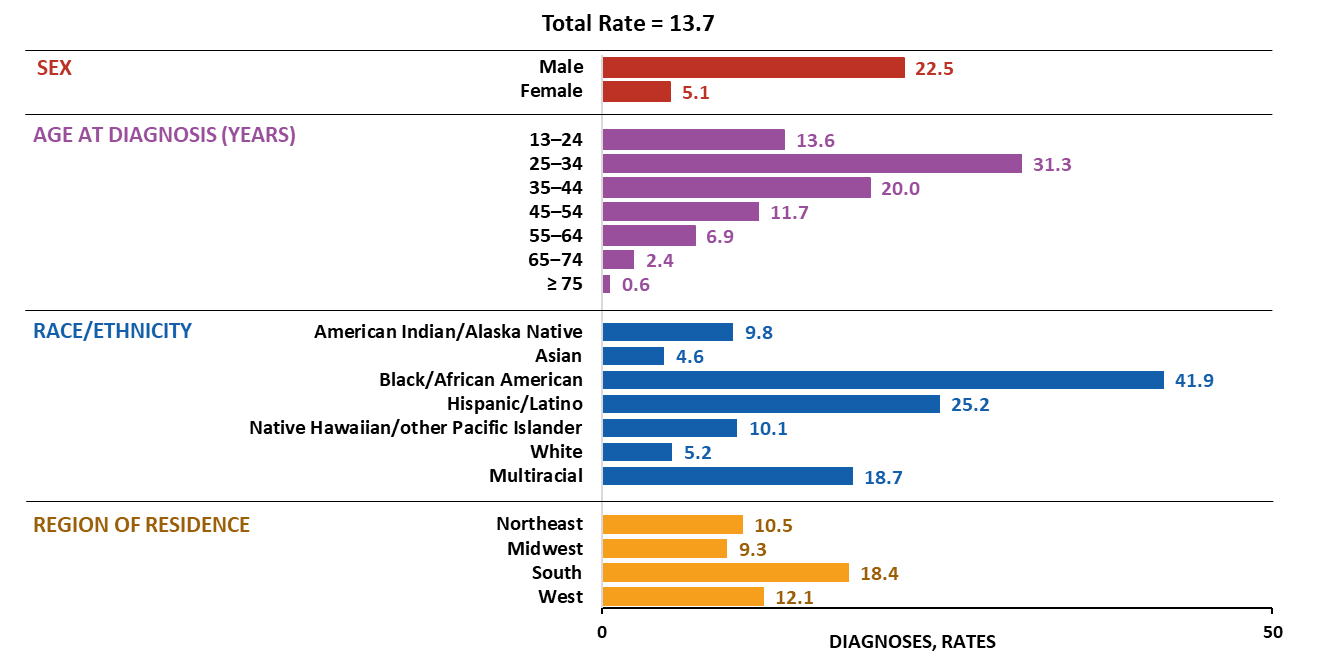 Total Rate = 13.7
SEX
Male 22.5
Female 5.1
AGE AT DIAGNOSIS (YEARS)
13–24 13.6
25–34 31.3
35–44 20.0
45–54 11.7
55–64 6.9
65–74 2.4
≥ 75 0.6
RACE/ETHNICITY
American Indian/Alaska Native 9.8
Asian 4.6
Black/African American 41.9
Hispanic/Latino 25.2
Native Hawaiian/other Pacific Islander 10.1
White 5.2
Multiracial 18.7
REGION OF RESIDENCE
Northeast 10.5
Midwest 9.3
South 18.4
West 12.1
0 50
DIAGNOSES, RATES